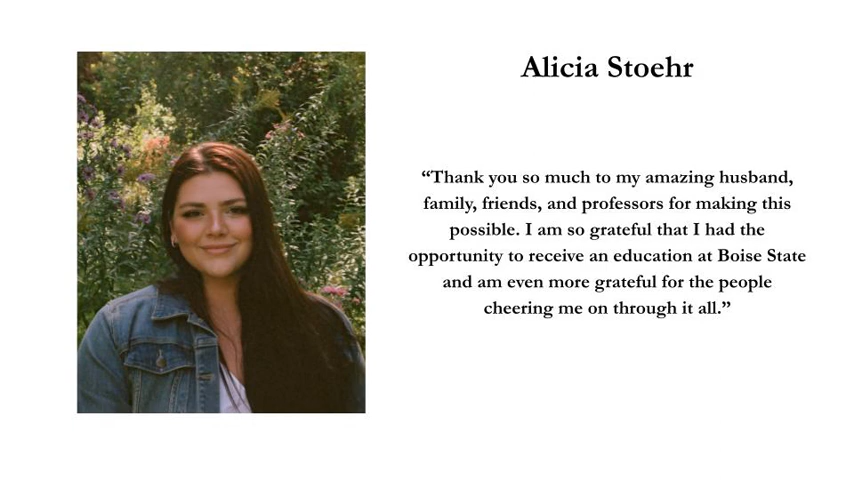 Alicia Stoehr
“Thank you so much to my amazing husband,
family, friends, and professors for making this
possible. I am so grateful that I had the
opportunity to receive an education at Boise State
and am even more grateful for the people
cheering me on through it all.”